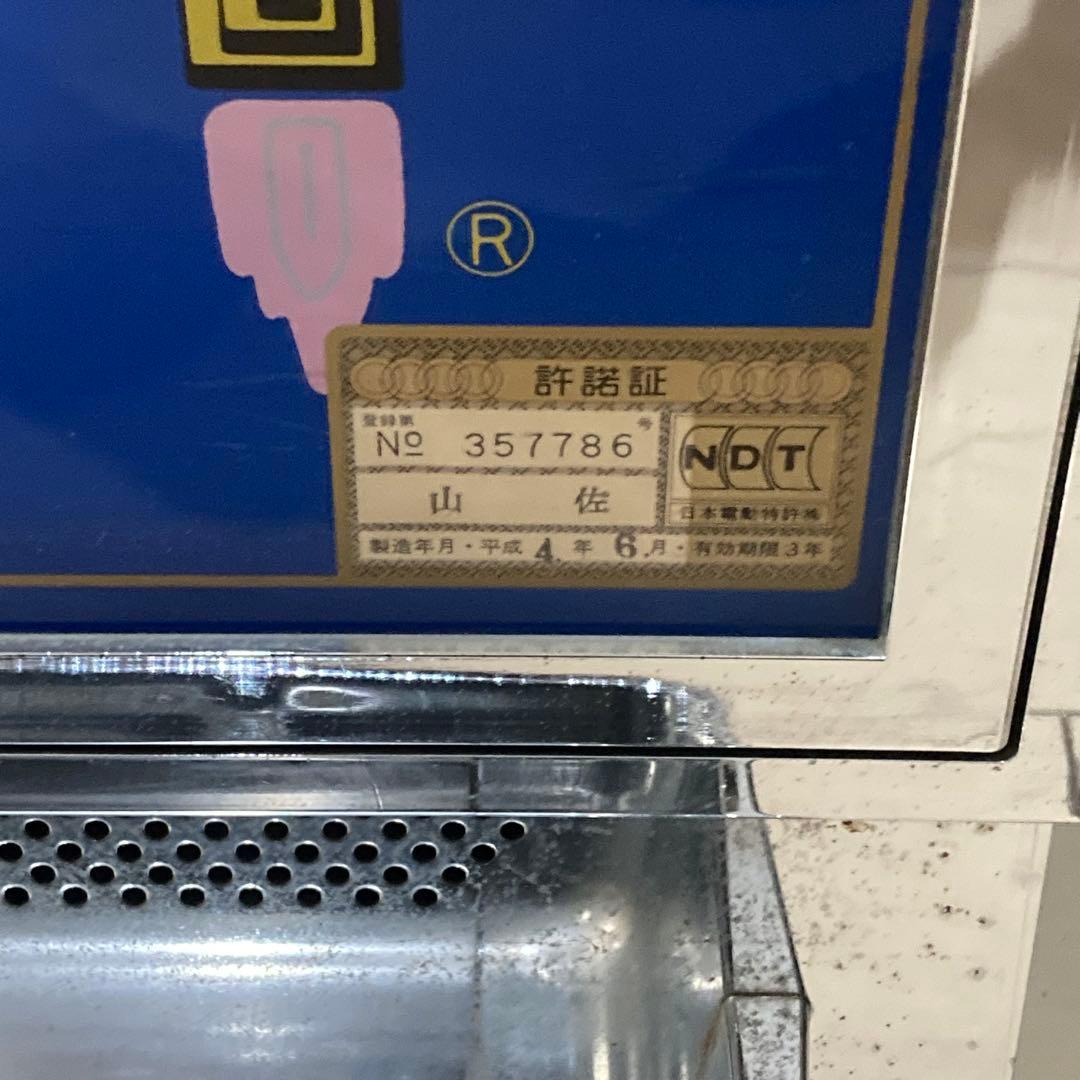 ®
許諾証
登録第 号
№ 357786
山佐
NDT
日本電動特許㈱
製造年月・平成4.年6.月・有効期限3年